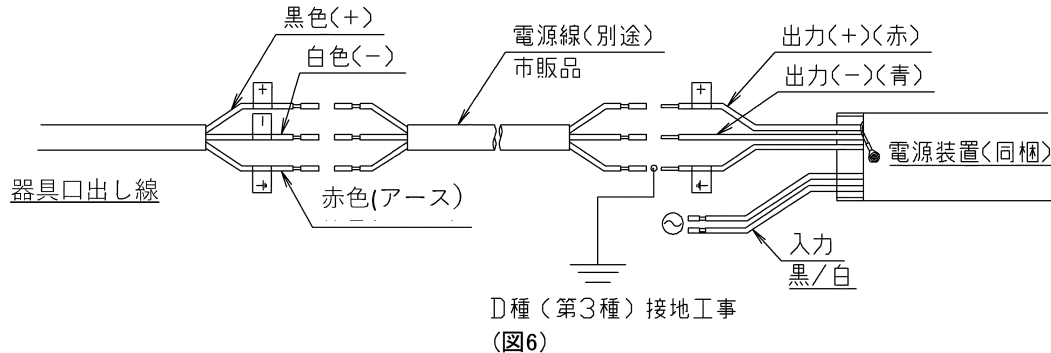 黒色(+)
白色(-)
電源線(別途)
市販品
出力(+)(赤)
出力(-)(青)
+
-
+
電源装置(同梱)
器具口出し線
赤色(アース)
入力
黒/白
D種(第3種)接地工事
(図6)